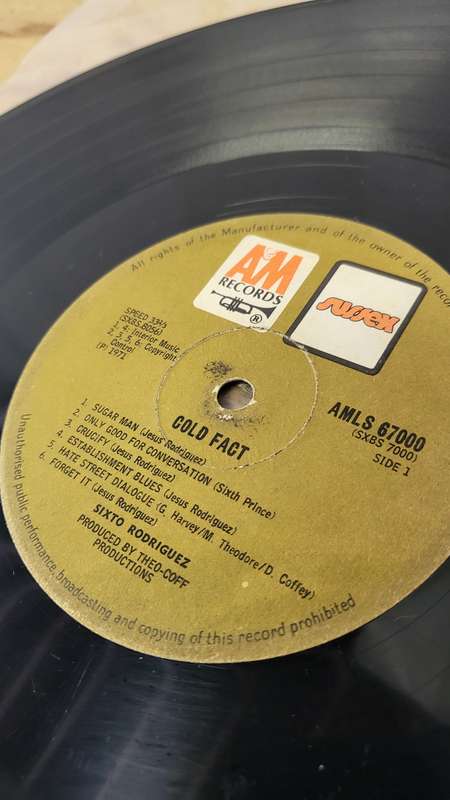 All rights of the Manufacturer and of the owner of the recor
A&M
RECORDS
®
sussex
SPEED 33⅓
(SXBS-8056)
1, 4: Interior Music
2, 3, 5, 6: Copyright
Control
(P) 1971
AMLS 67000
(SXBS 7000)
SIDE 1
COLD FACT
1. SUGAR MAN (Jesus Rodriguez)
2. ONLY GOOD FOR CONVERSATION (Sixth Prince)
3. CRUCIFY (Jesus Rodriguez)
4. ESTABLISHMENT BLUES (Jesus Rodriguez)
5. HATE STREET DIALOGUE (G. Harvey/M. Theodore/D. Coffey)
6. FORGET IT (Jesus Rodriguez)
SIXTO RODRIGUEZ
PRODUCED BY THEO-COFF
PRODUCTIONS
Unauthorised public performance, broadcasting and copying of this record prohibited